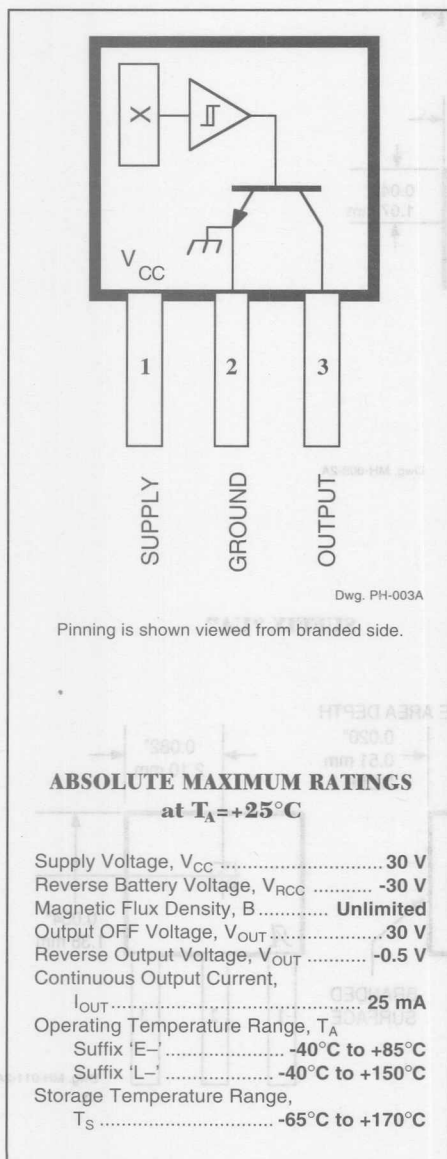 X
V_CC
1 2 3
SUPPLY GROUND OUTPUT
Dwg. PH-003A
Pinning is shown viewed from branded side.
ABSOLUTE MAXIMUM RATINGS
at T_A=+25°C
Supply Voltage, V_CC ........................ 30 V
Reverse Battery Voltage, V_RCC .......... -30 V
Magnetic Flux Density, B ............ Unlimited
Output OFF Voltage, V_OUT ................ 30 V
Reverse Output Voltage, V_OUT ......... -0.5 V
Continuous Output Current,
I_OUT ............................................. 25 mA
Operating Temperature Range, T_A
Suffix 'E–' ..................... -40°C to +85°C
Suffix 'L–' ................... -40°C to +150°C
Storage Temperature Range,
T_S ............................. -65°C to +170°C